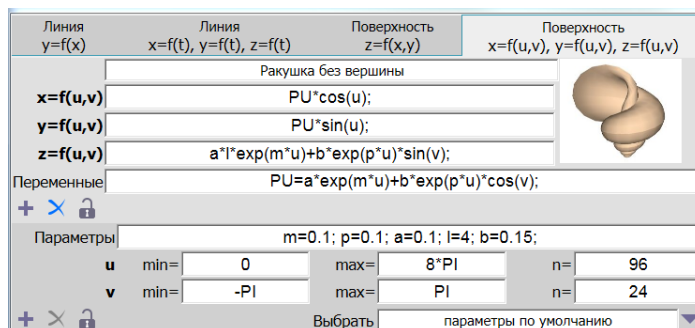 Линия Линия Поверхность Поверхность
y=f(x) x=f(t), y=f(t), z=f(t) z=f(x,y) x=f(u,v), y=f(u,v), z=f(u,v)
Ракушка без вершины
x=f(u,v) PU*cos(u);
y=f(u,v) PU*sin(u);
z=f(u,v) a*l*exp(m*u)+b*exp(p*u)*sin(v);
Переменные PU=a*exp(m*u)+b*exp(p*u)*cos(v);
Параметры m=0.1; p=0.1; a=0.1; l=4; b=0.15;
u min= 0 max= 8*PI n= 96
v min= -PI max= PI n= 24
Выбрать параметры по умолчанию